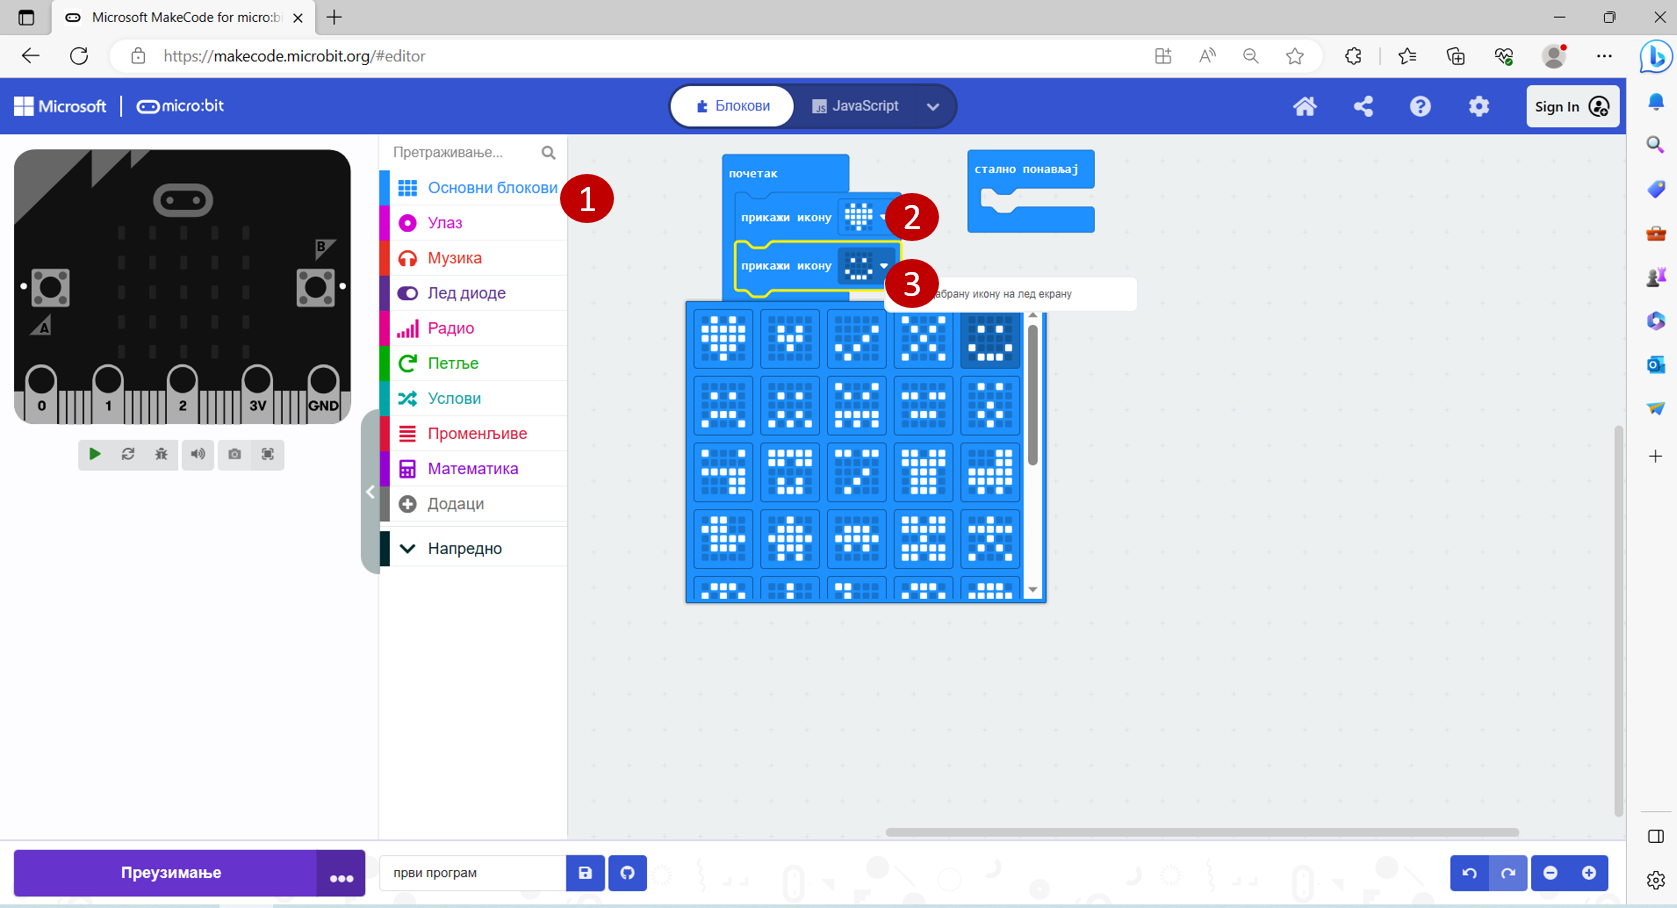 Microsoft MakeCode for micro:bi
https://makecode.microbit.org/#editor
Microsoft
micro:bit
Блокови
JavaScript
Sign In
Претраживање...
Основни блокови
Улаз
Музика
Лед диоде
Радио
Петље
Услови
Променљиве
Математика
Додаци
Напредно
1
почетак
прикажи икону
2
прикажи икону
3
абрану икону на лед екрану
стално понављај
B
A
0
1
2
3V
GND
Преузимање
први програм